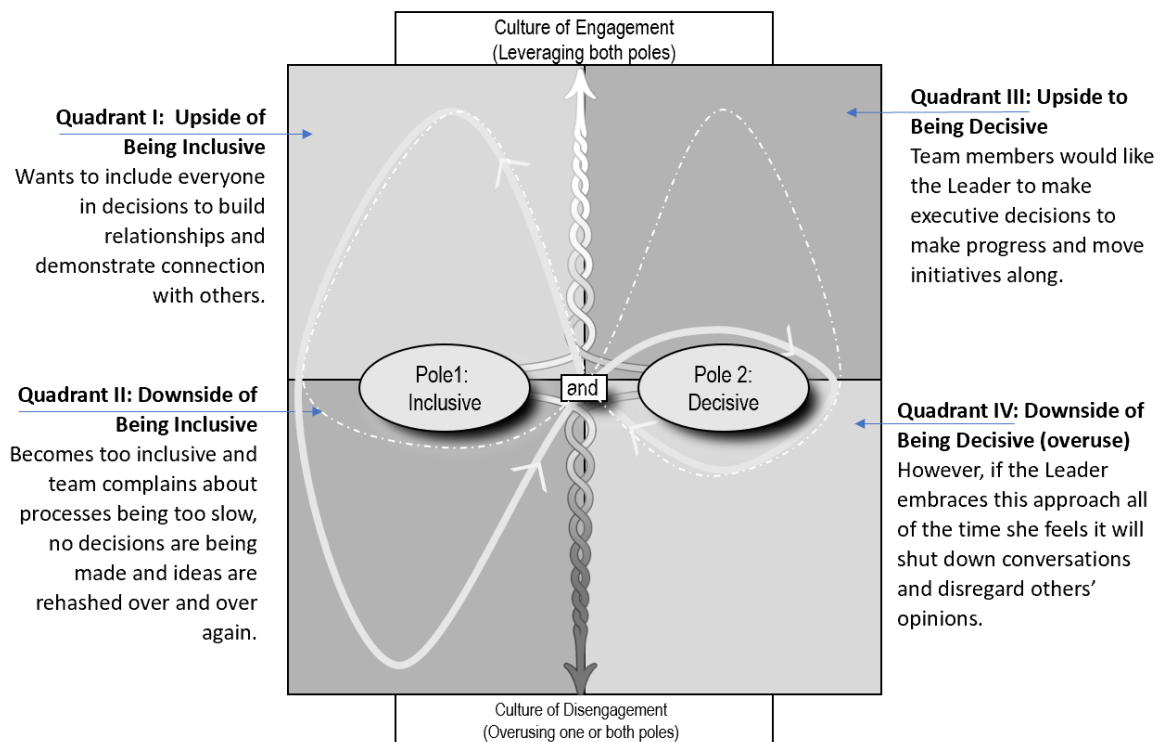 Culture of Engagement
(Leveraging both poles)
Quadrant I:  Upside of
Being Inclusive
Wants to include everyone
in decisions to build
relationships and
demonstrate connection
with others.
Quadrant III: Upside to
Being Decisive
Team members would like
the Leader to make
executive decisions to
make progress and move
initiatives along.
Pole1:
Inclusive
and
Pole 2:
Decisive
Quadrant II: Downside of
Being Inclusive
Becomes too inclusive and
team complains about
processes being too slow,
no decisions are being
made and ideas are
rehashed over and over
again.
Quadrant IV: Downside of
Being Decisive (overuse)
However, if the Leader
embraces this approach all
of the time she feels it will
shut down conversations
and disregard others’
opinions.
Culture of Disengagement
(Overusing one or both poles)